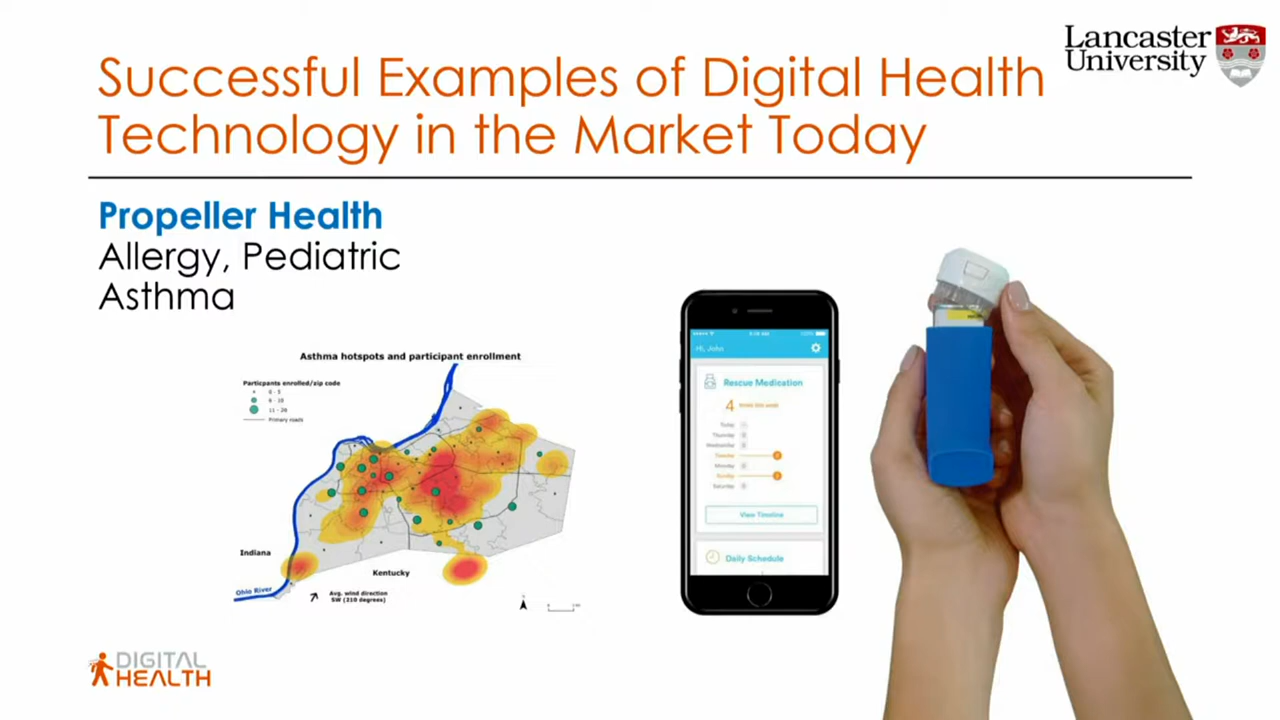 Lancaster
University
Successful Examples of Digital Health
Technology in the Market Today
Propeller Health
Allergy, Pediatric
Asthma
Asthma hotspots and participant enrollment
Particpants enrolled/zip code
0 - 5
6 - 10
11 - 20
Primary roads
Indiana
Kentucky
Ohio River
Avg. wind direction
SW (210 degrees)
Hi, John
Rescue Medication
4
Today
Thursday
Wednesday
Tuesday
Monday
Sunday
Saturday
View Timeline
Daily Schedule
DIGITAL
HEALTH